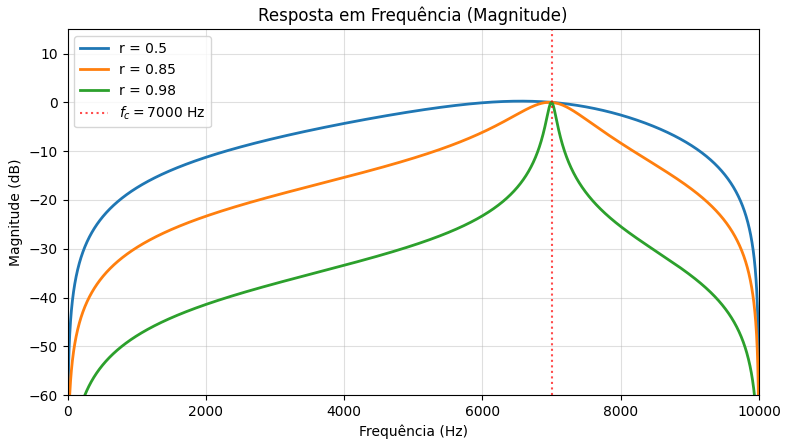 Resposta em Frequência (Magnitude)
r = 0.5
r = 0.85
r = 0.98
$f_c = 7000$ Hz
Magnitude (dB)
10
0
−10
−20
−30
−40
−50
−60
0 2000 4000 6000 8000 10000
Frequência (Hz)